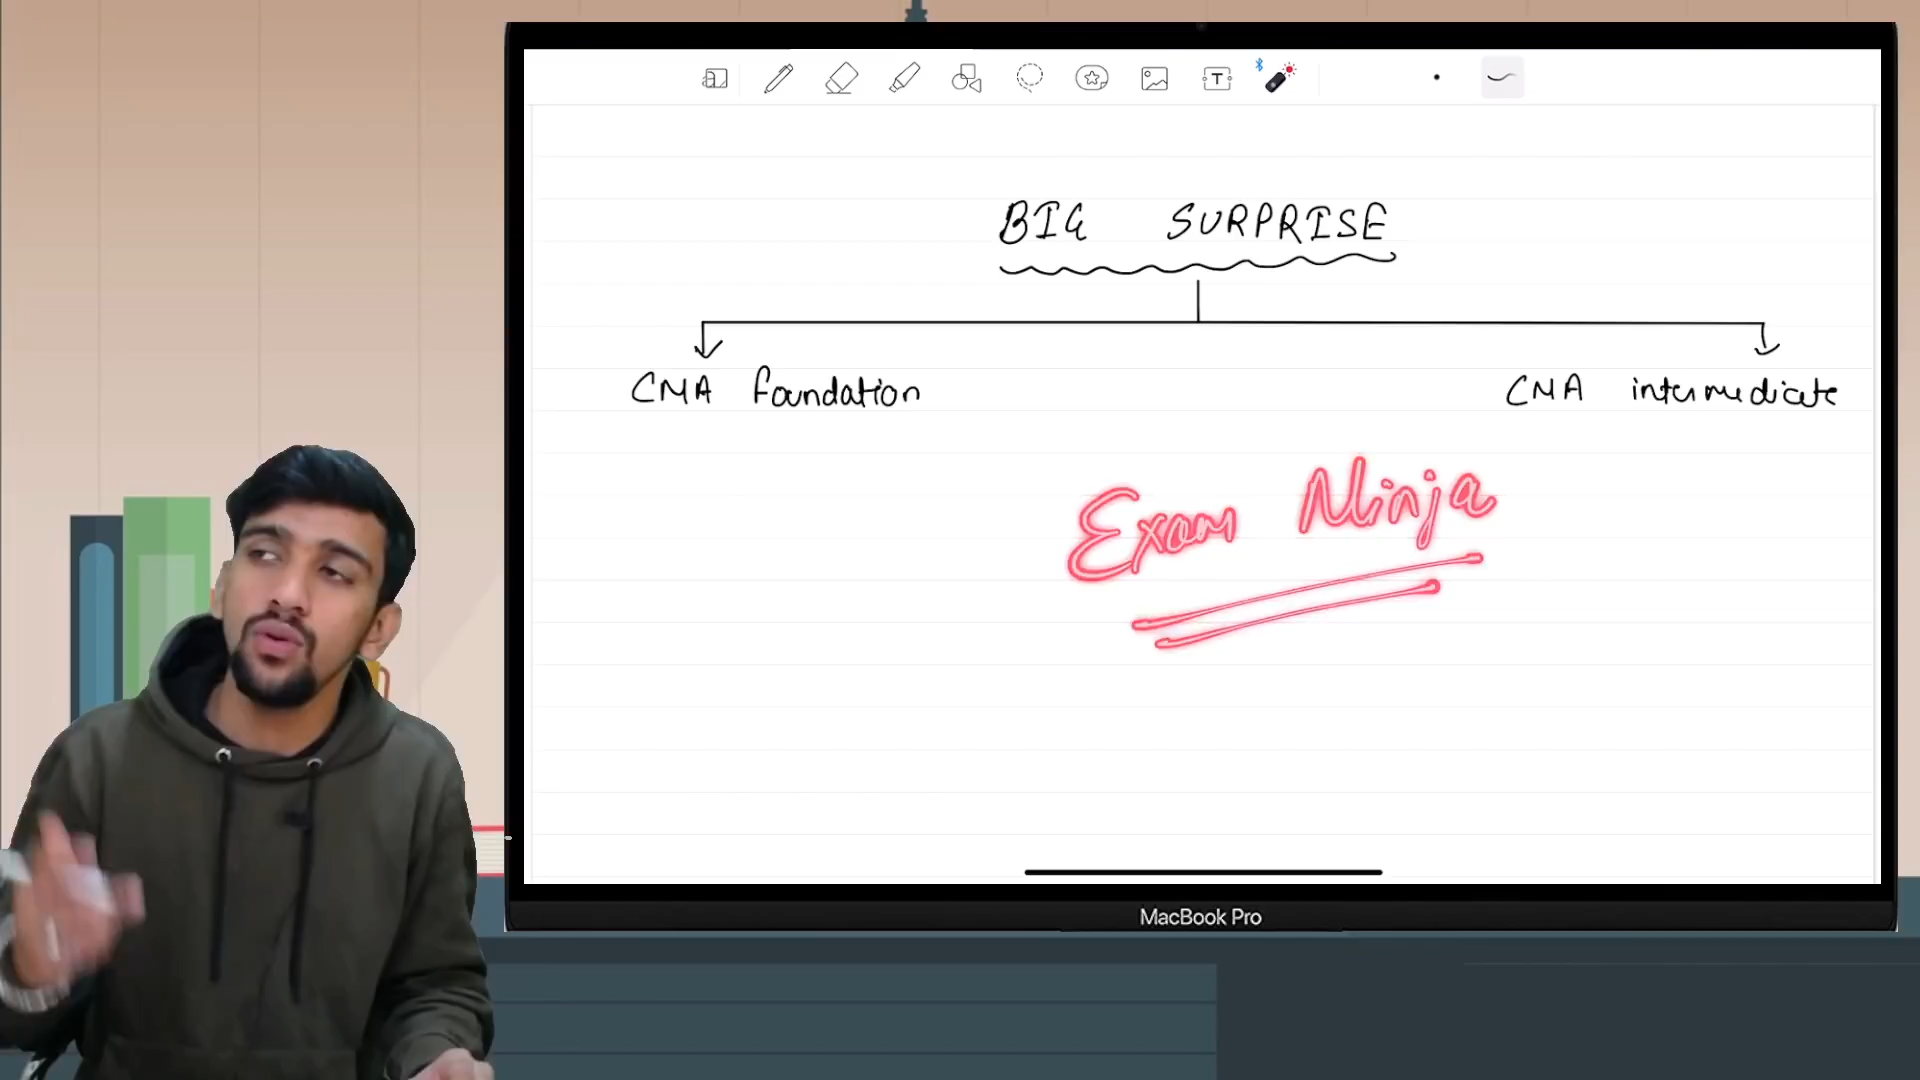 BIG SURPRISE
CMA foundation
CMA intermediate
Exam Ninja
MacBook Pro